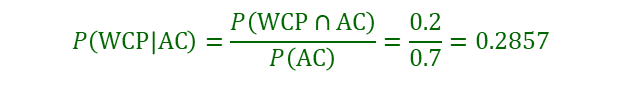 P(WCP|AC) = P(WCP ∩ AC) / P(AC) = 0.2 / 0.7 = 0.2857